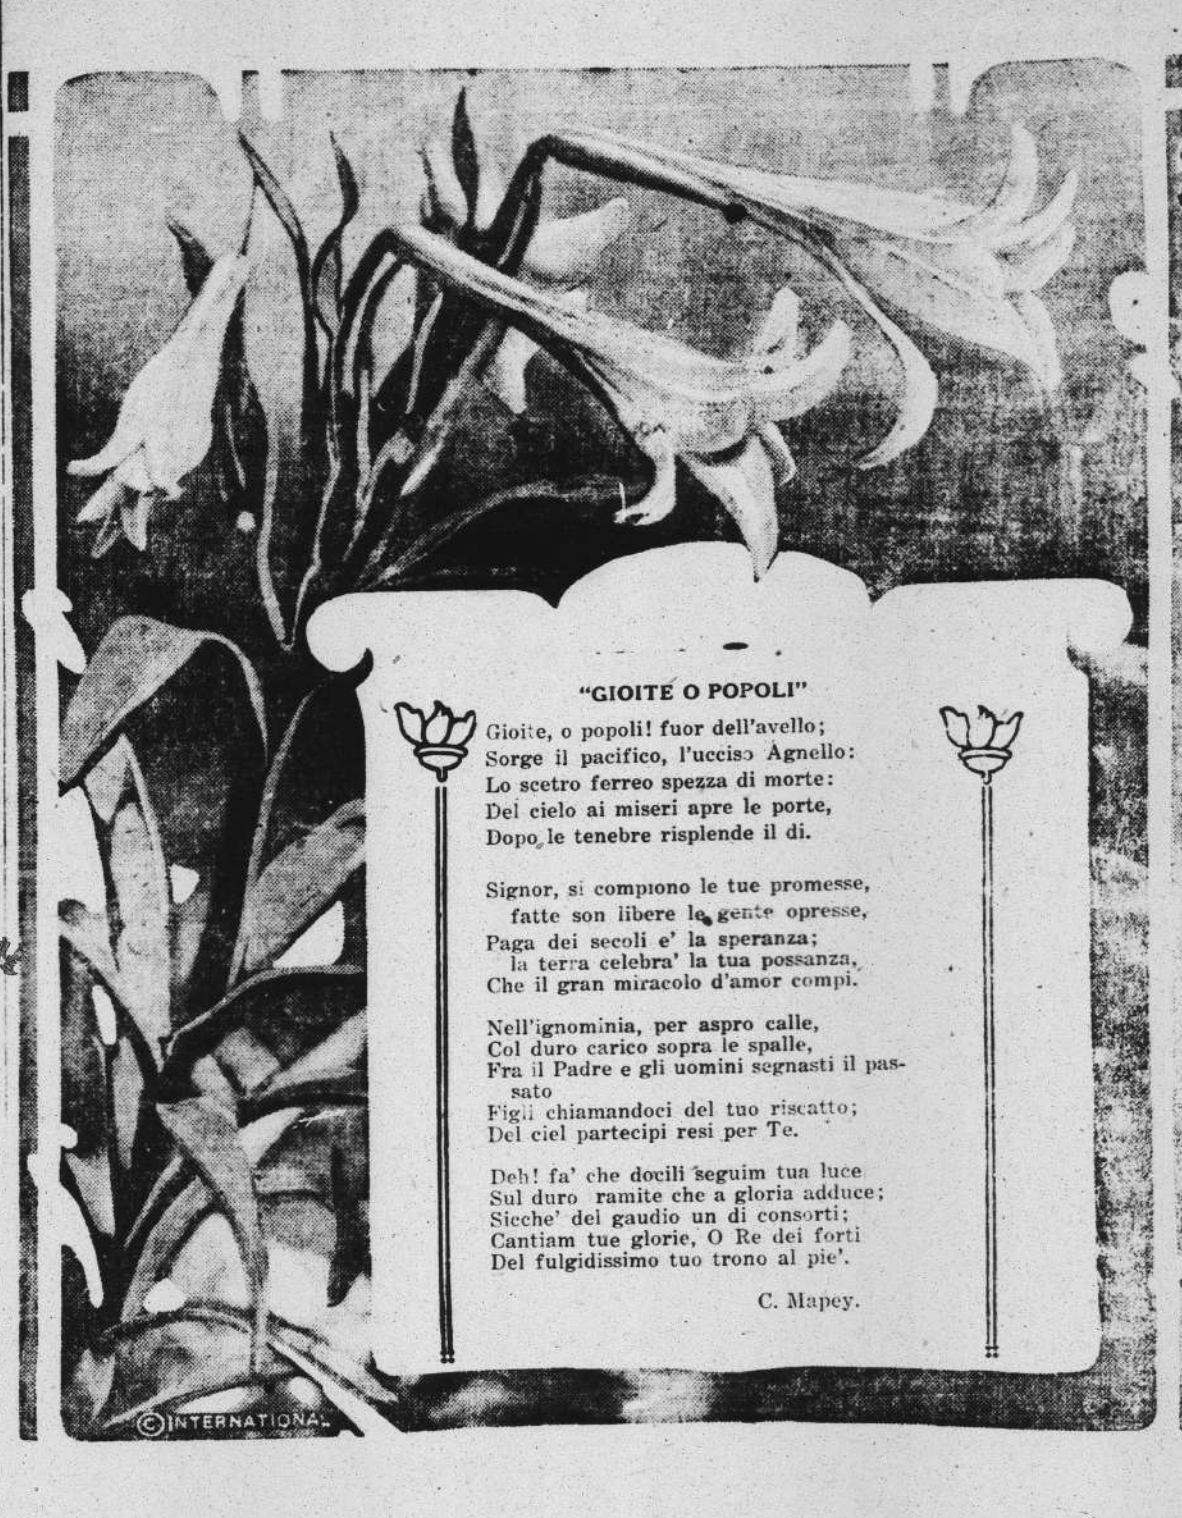 "GIOITE O POPOLI"
Gioite, o popoli! fuor dell'avello;
Sorge il pacifico, l'ucciso Agnello:
Lo scetro ferreo spezza di morte:
Del cielo ai miseri apre le porte,
Dopo le tenebre risplende il di.
Signor, si compiono le tue promesse,
fatte son libere le gente opresse,
Paga dei secoli e' la speranza;
la terra celebra' la tua possanza,
Che il gran miracolo d'amor compi.
Nell'ignominia, per aspro calle,
Col duro carico sopra le spalle,
Fra il Padre e gli uomini segnasti il pas-
sato
Figli chiamandoci del tuo riscatto;
Del ciel partecipi resi per Te.
Deh! fa' che docili seguim tua luce
Sul duro ramite che a gloria adduce;
Sicche' del gaudio un di consorti;
Cantiam tue glorie, O Re dei forti
Del fulgidissimo tuo trono al pie'.
C. Mapey.
©INTERNATIONAL